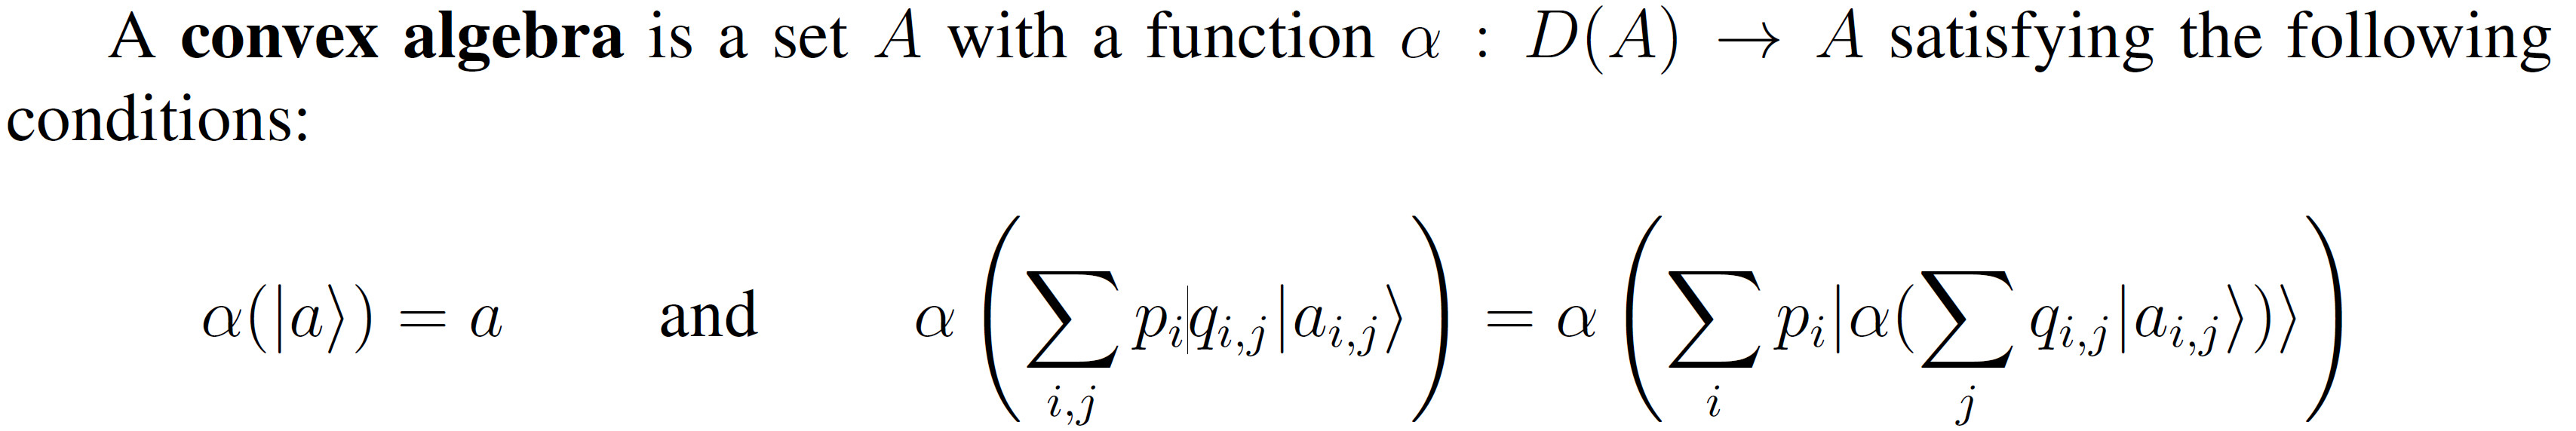 A convex algebra is a set A with a function α : D(A) → A satisfying the following
conditions:
α(|a⟩) = a and α(∑_{i,j} p_i|q_{i,j}|a_{i,j}⟩) = α(∑_i p_i|α(∑_j q_{i,j}|a_{i,j}⟩)⟩)